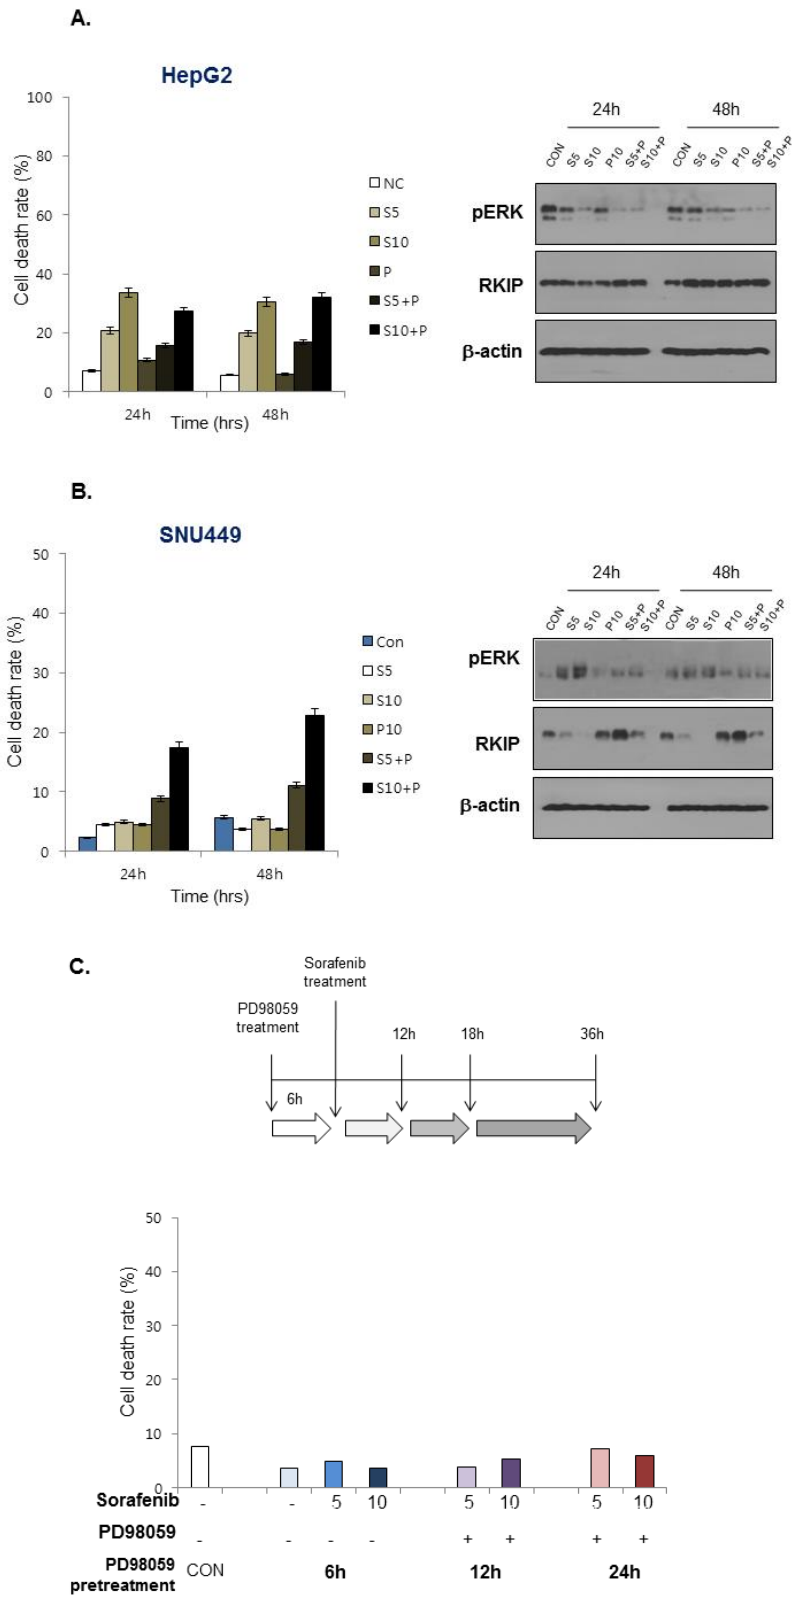 A.
HepG2
100
80
60
40
20
0
Cell death rate (%)
24h
48h
Time (hrs)
NC
S5
S10
P
S5+P
S10+P
24h
48h
CON S5 S10 P10 S5+P S10+P CON S5 S10 P10 S5+P S10+P
pERK
RKIP
β-actin
B.
SNU449
50
40
30
20
10
0
Cell death rate (%)
24h
48h
Time (hrs)
Con
S5
S10
P10
S5+P
S10+P
24h
48h
CON S5 S10 P10 S5+P S10+P CON S5 S10 P10 S5+P S10+P
pERK
RKIP
β-actin
C.
Sorafenib
treatment
PD98059
treatment
12h
18h
36h
6h
50
40
30
20
10
0
Cell death rate (%)
Sorafenib - - 5 10 5 10 5 10
PD98059 - - - - + + + +
PD98059
pretreatment
CON 6h 12h 24h